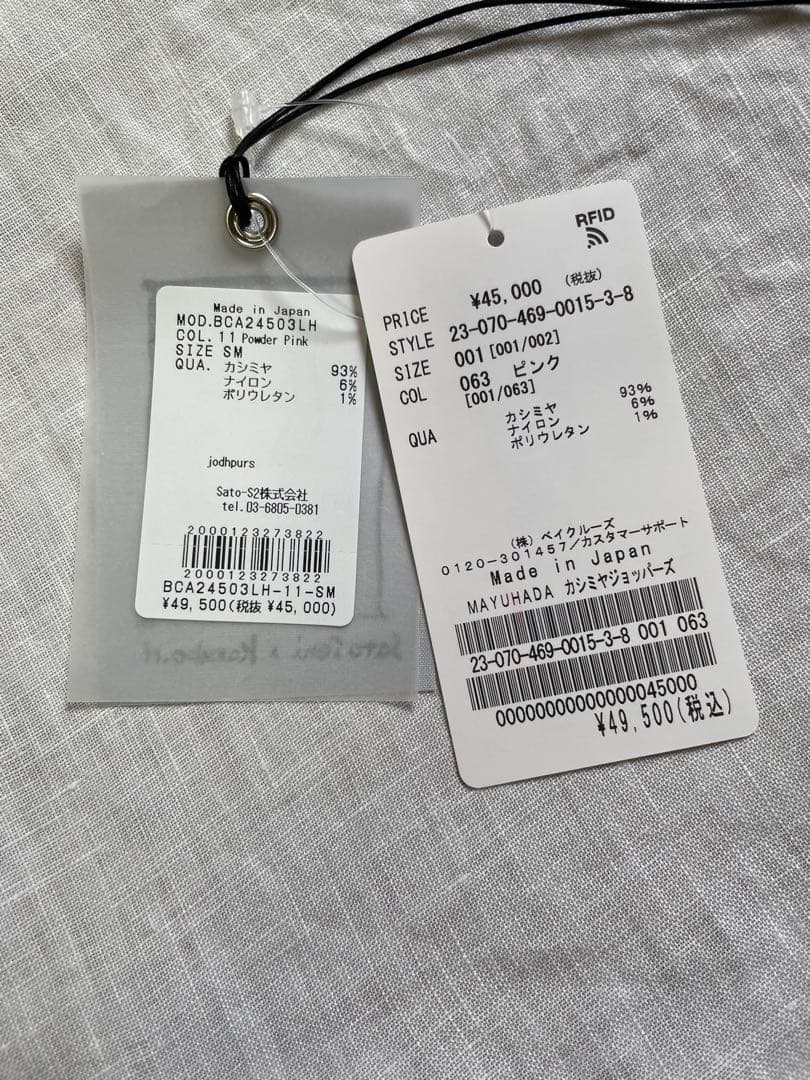 Made in Japan
MOD.BCA24503LH
COL. 11 Powder Pink
SIZE SM
QUA. カシミヤ 93%
ナイロン 6%
ポリウレタン 1%
jodhpurs
Sato-S2株式会社
tel.03-6805-0381
2000123273822
2000123273822
BCA24503LH-11-SM
¥49,500(税抜 ¥45,000)
RFID
PRICE ¥45,000 (税抜)
STYLE 23-070-469-0015-3-8
SIZE 001 [001/002]
COL 063 ピンク
[001/063]
QUA カシミヤ 93%
ナイロン 6%
ポリウレタン 1%
(株) ベイクルーズ
0120-301457/カスタマーサポート
Made in Japan
MAYUHADA カシミヤジョッパーズ
23-070-469-0015-3-8 001 063
00000000000000045000
¥49,500(税込)